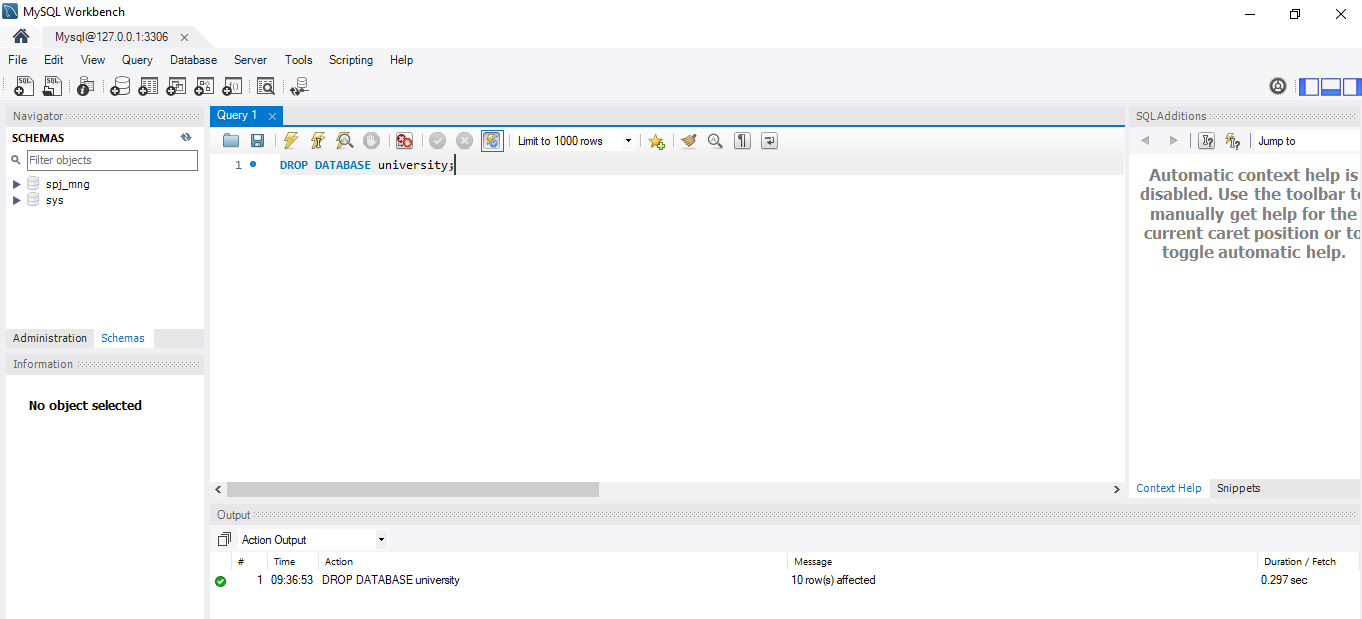 MySQL Workbench
Mysql@127.0.0.1:3306
File Edit View Query Database Server Tools Scripting Help
Navigator
SCHEMAS
Filter objects
spj_mng
sys
Administration Schemas
Information
No object selected
Query 1
Limit to 1000 rows
1 DROP DATABASE university;
SQLAdditions
Jump to
Automatic context help is
disabled. Use the toolbar to
manually get help for the
current caret position or to
toggle automatic help.
Context Help Snippets
Output
Action Output
# Time Action Message Duration / Fetch
1 09:36:53 DROP DATABASE university 10 row(s) affected 0.297 sec